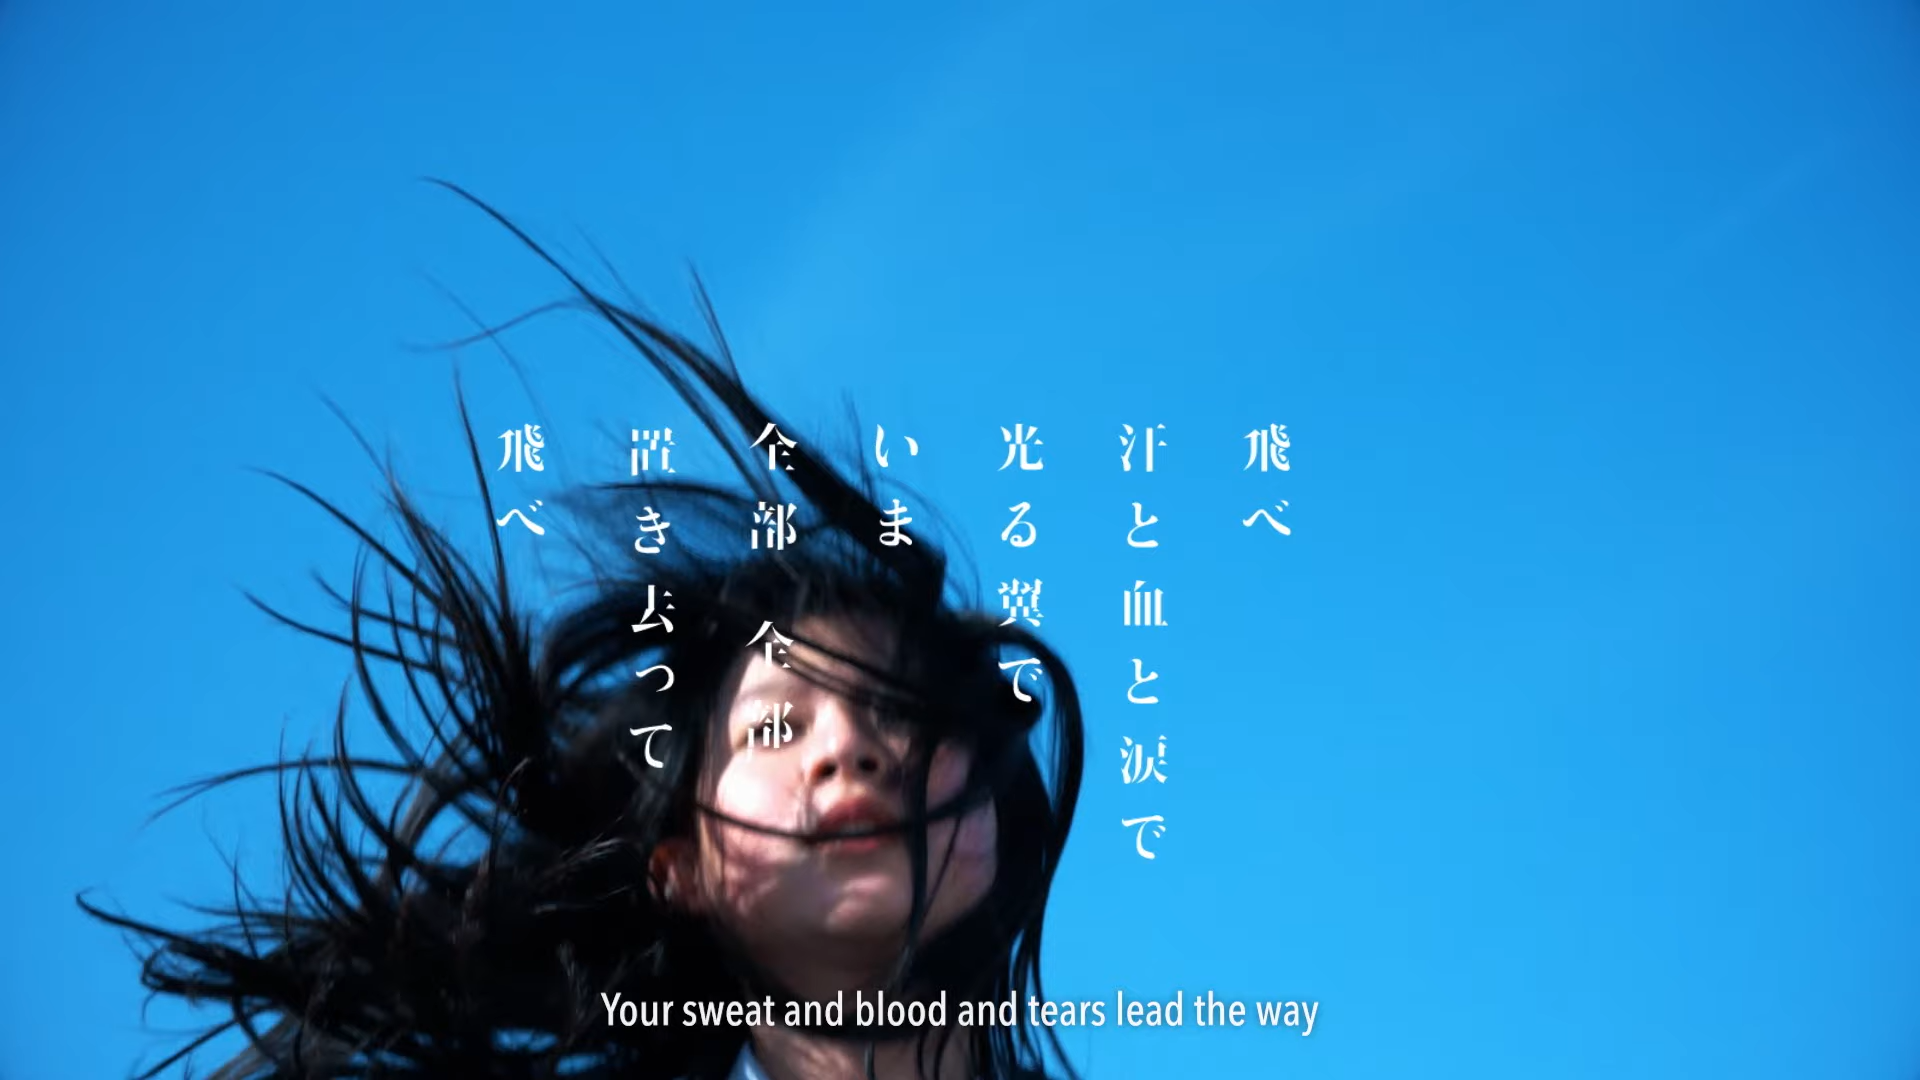 飛べ
汗と血と涙で
光る翼で
いま
全部 全部
置き去って
飛べ
Your sweat and blood and tears lead the way